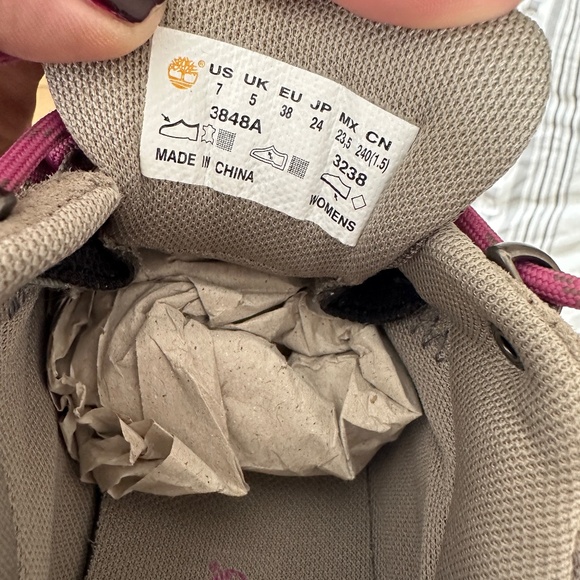 US UK EU JP MX CN
7 5 38 24 23.5 240(1.5)
3848A 3238
MADE IN CHINA WOMENS